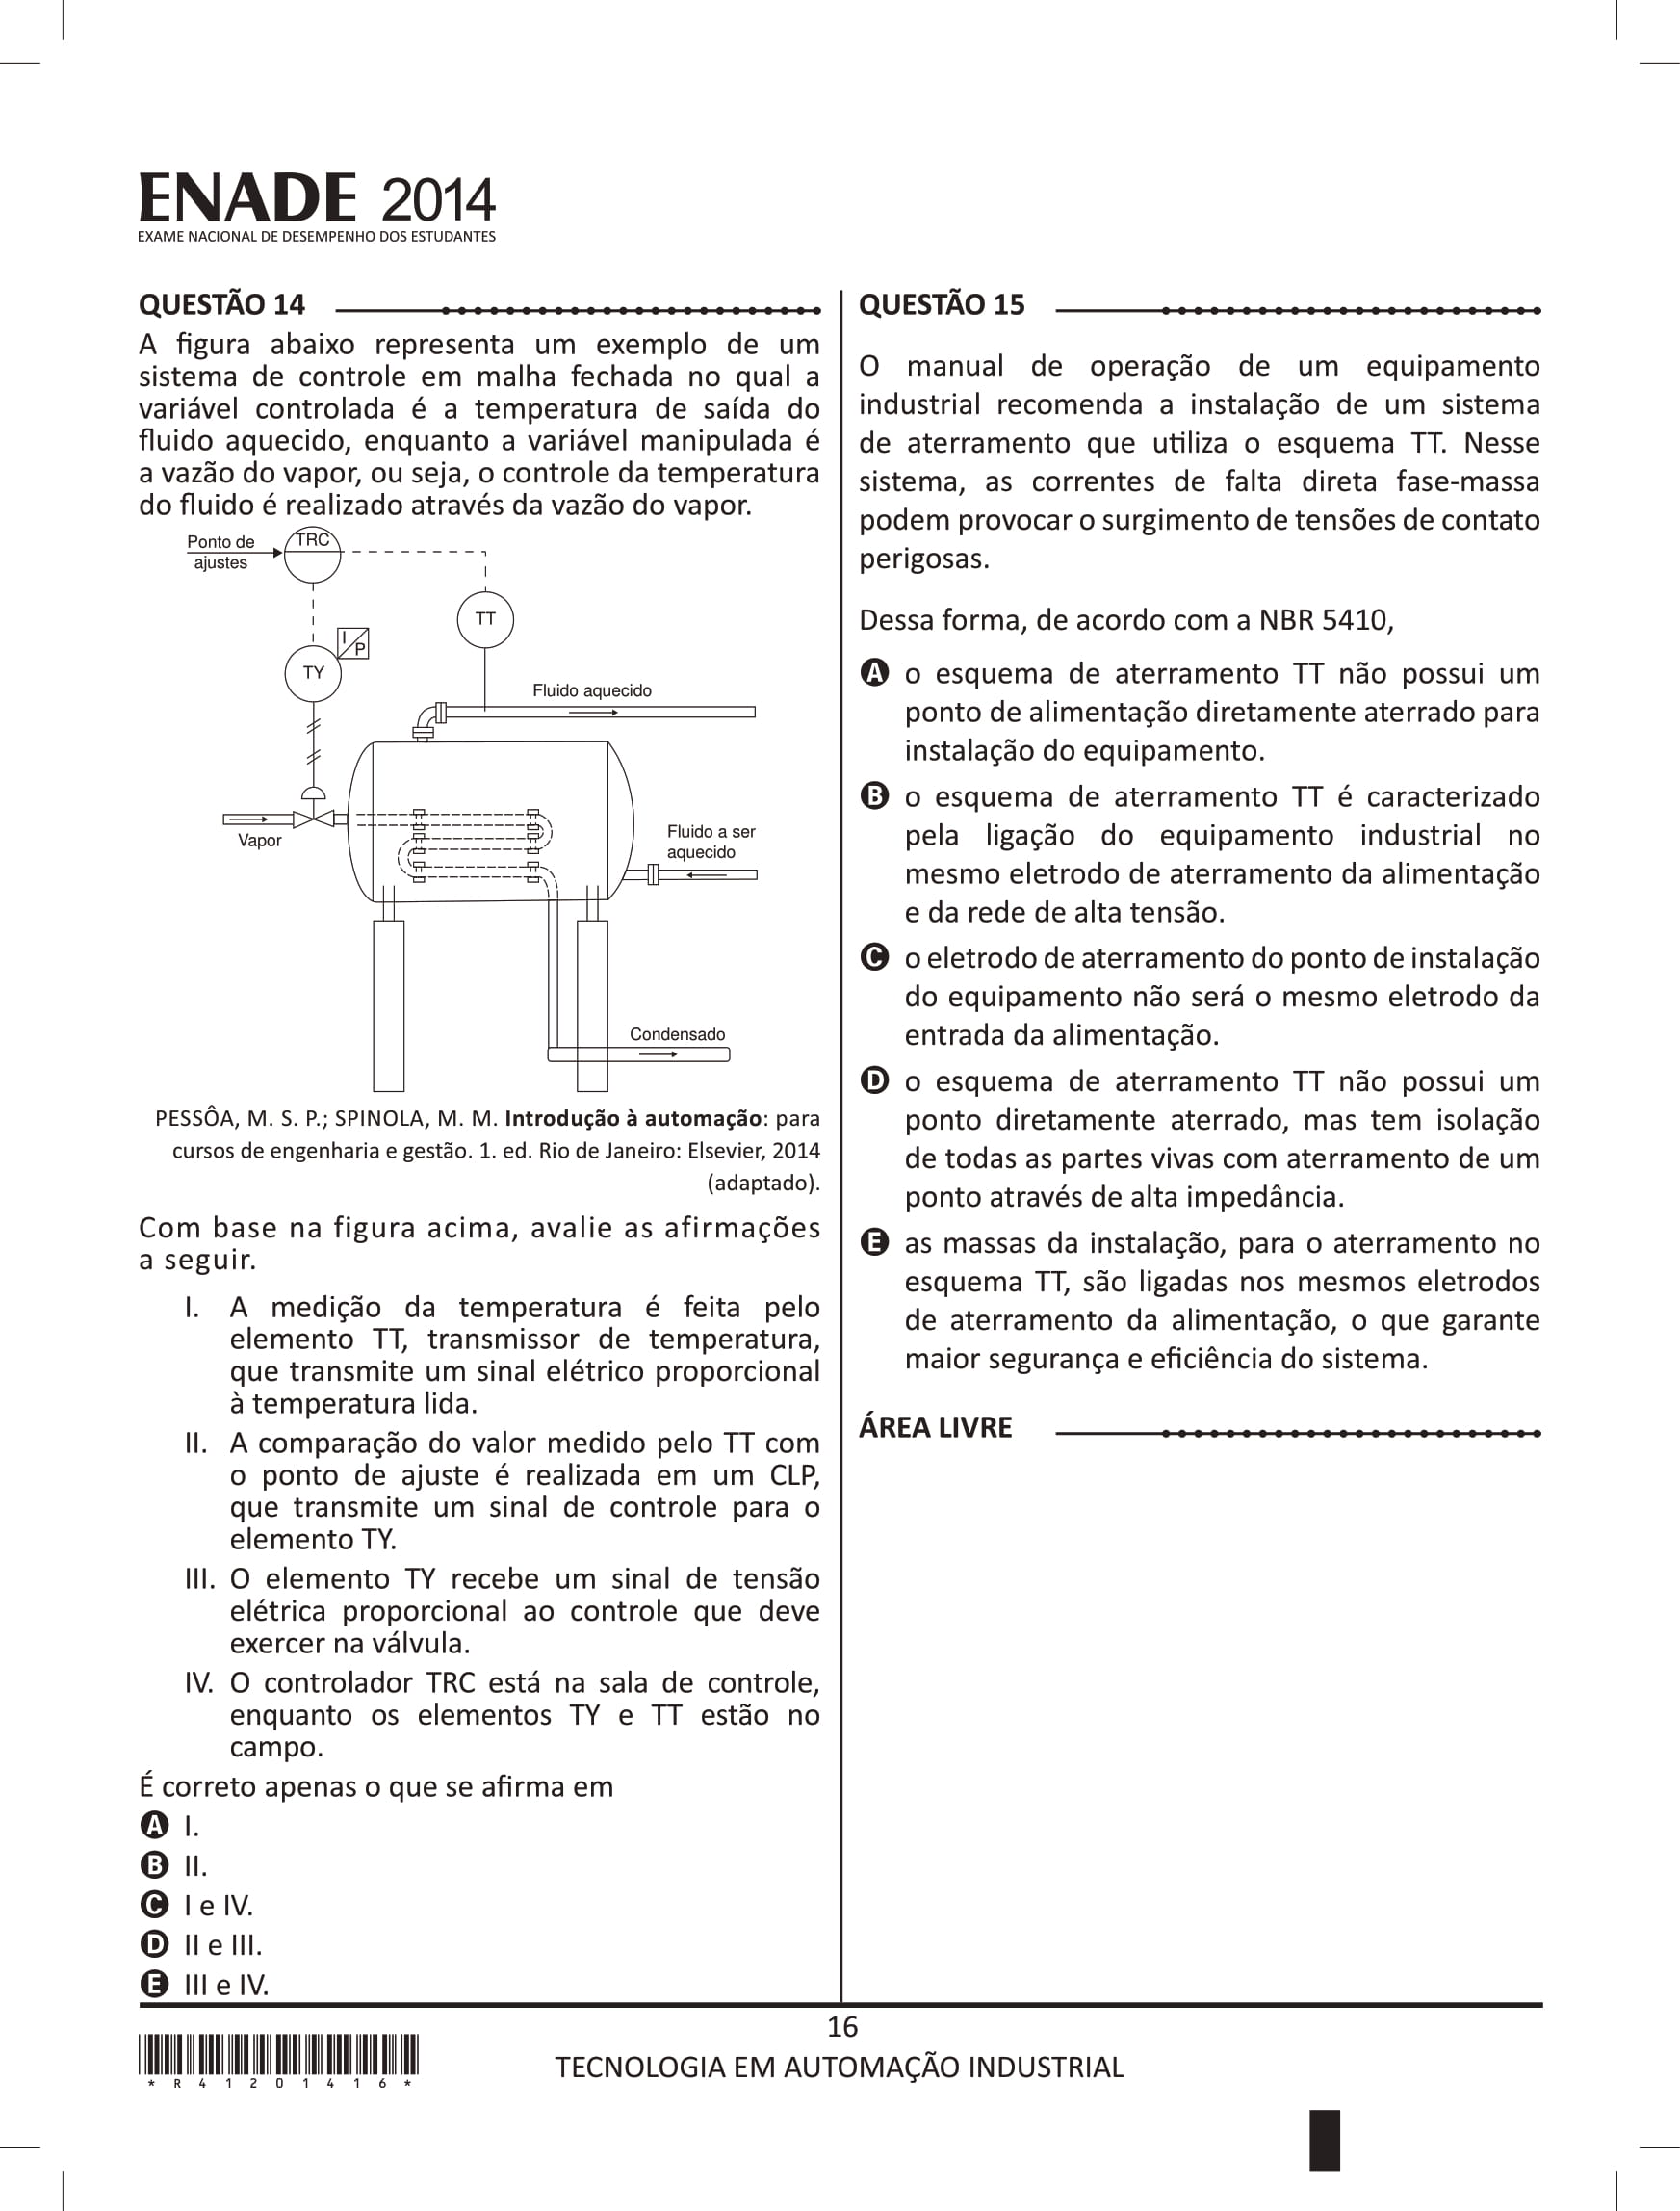 ENADE 2014
EXAME NACIONAL DE DESEMPENHO DOS ESTUDANTES
QUESTÃO 14
A figura abaixo representa um exemplo de um
sistema de controle em malha fechada no qual a
variável controlada é a temperatura de saída do
fluido aquecido, enquanto a variável manipulada é
a vazão do vapor, ou seja, o controle da temperatura
do fluido é realizado através da vazão do vapor.
Ponto de
ajustes
TRC
TT
I
P
TY
Fluido aquecido
Vapor
Fluido a ser
aquecido
Condensado
PESSÔA, M. S. P.; SPINOLA, M. M. Introdução à automação: para
cursos de engenharia e gestão. 1. ed. Rio de Janeiro: Elsevier, 2014
(adaptado).
Com base na figura acima, avalie as afirmações
a seguir.
I. A medição da temperatura é feita pelo
elemento TT, transmissor de temperatura,
que transmite um sinal elétrico proporcional
à temperatura lida.
II. A comparação do valor medido pelo TT com
o ponto de ajuste é realizada em um CLP,
que transmite um sinal de controle para o
elemento TY.
III. O elemento TY recebe um sinal de tensão
elétrica proporcional ao controle que deve
exercer na válvula.
IV. O controlador TRC está na sala de controle,
enquanto os elementos TY e TT estão no
campo.
É correto apenas o que se afirma em
A I.
B II.
C I e IV.
D II e III.
E III e IV.
QUESTÃO 15
O manual de operação de um equipamento
industrial recomenda a instalação de um sistema
de aterramento que utiliza o esquema TT. Nesse
sistema, as correntes de falta direta fase-massa
podem provocar o surgimento de tensões de contato
perigosas.
Dessa forma, de acordo com a NBR 5410,
A o esquema de aterramento TT não possui um
ponto de alimentação diretamente aterrado para
instalação do equipamento.
B o esquema de aterramento TT é caracterizado
pela ligação do equipamento industrial no
mesmo eletrodo de aterramento da alimentação
e da rede de alta tensão.
C o eletrodo de aterramento do ponto de instalação
do equipamento não será o mesmo eletrodo da
entrada da alimentação.
D o esquema de aterramento TT não possui um
ponto diretamente aterrado, mas tem isolação
de todas as partes vivas com aterramento de um
ponto através de alta impedância.
E as massas da instalação, para o aterramento no
esquema TT, são ligadas nos mesmos eletrodos
de aterramento da alimentação, o que garante
maior segurança e eficiência do sistema.
ÁREA LIVRE
16
TECNOLOGIA EM AUTOMAÇÃO INDUSTRIAL
* R 4 1 2 0 1 4 1 6 *